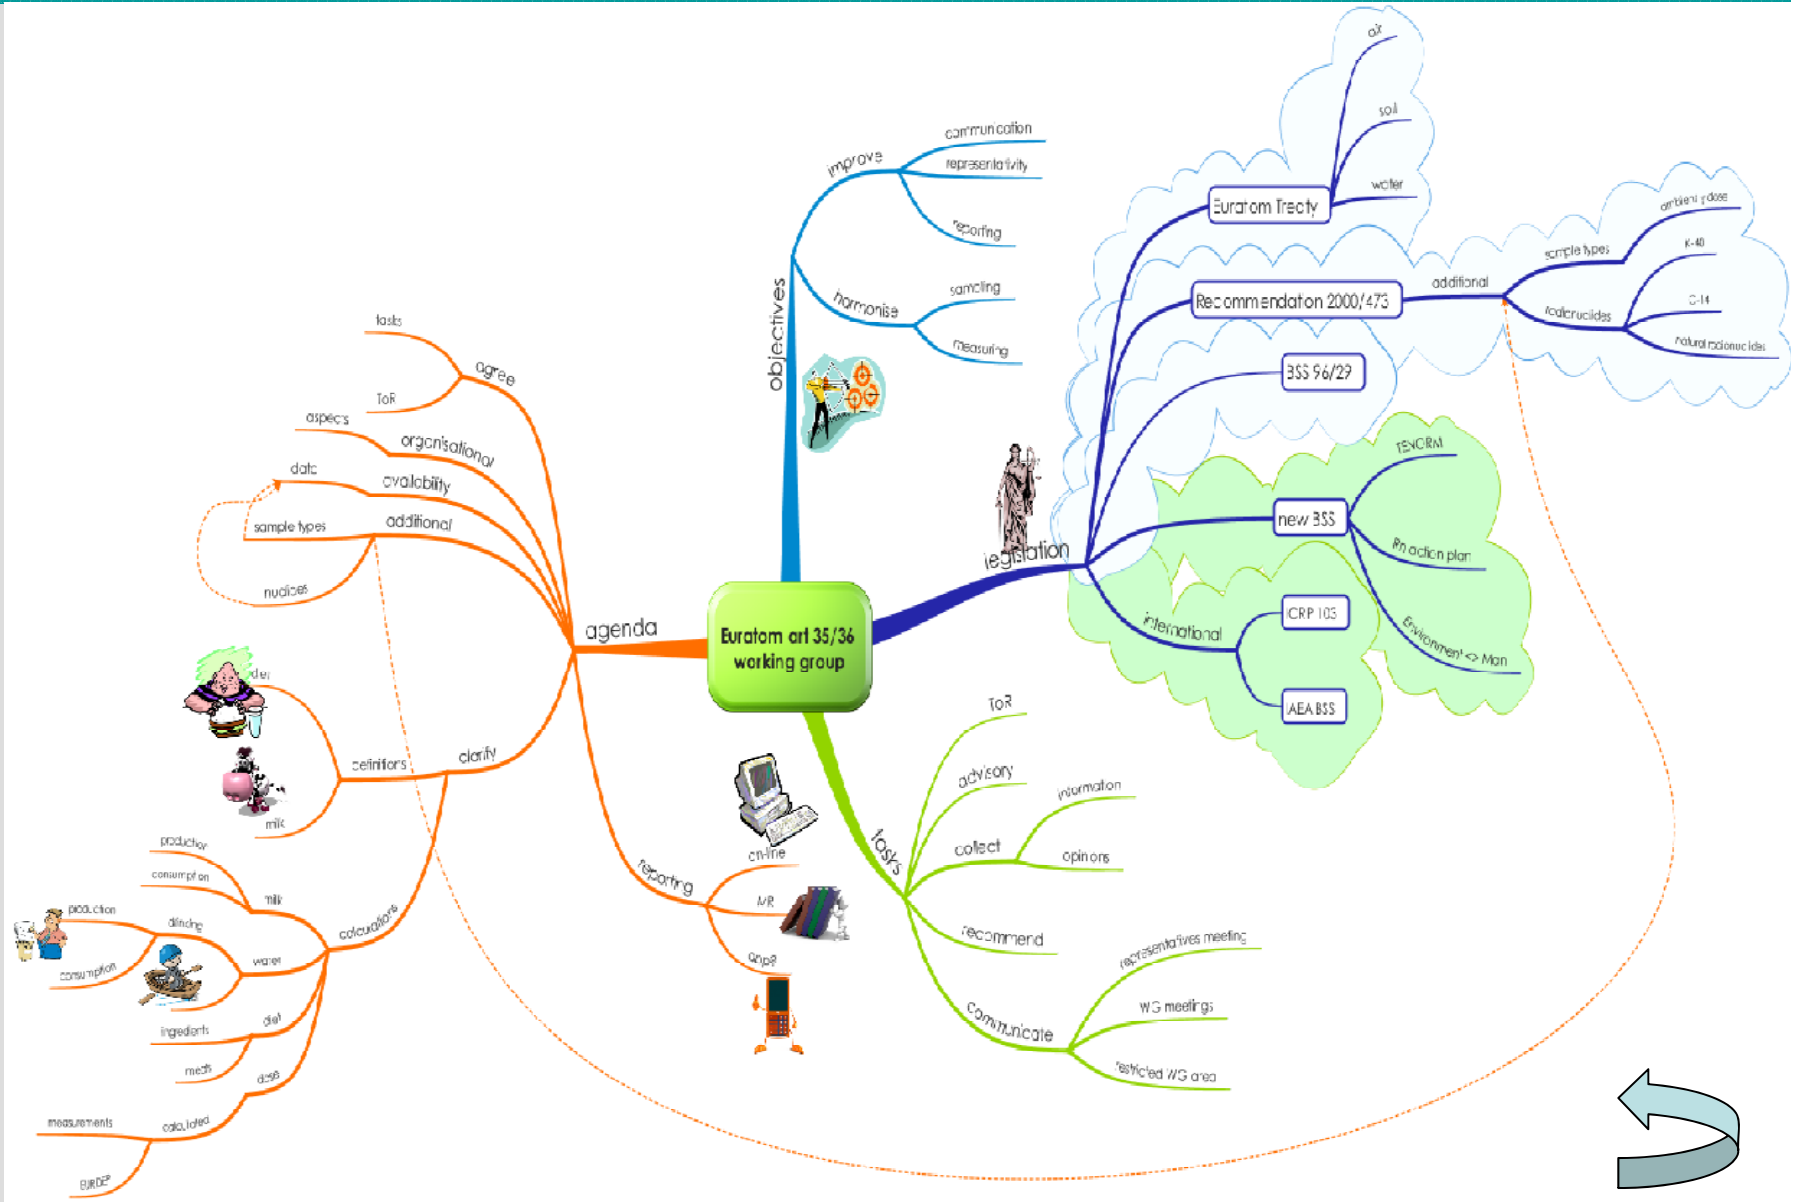 Euratom art 35/36
working group
objectives
improve
communication
representativity
reporting
harmonise
sampling
measuring
legislation
Euratom Treaty
air
soil
water
Recommendation 2000/473
additional
sample types
ambient γ dose
radionuclides
K-40
C-14
natural radionuclides
BSS 96/29
new BSS
TENORM
Rn action plan
Environment <> Man
international
ICRP 103
IAEA BSS
tasks
ToR
advisory
collect
information
opinions
recommend
communicate
representatives meeting
WG meetings
restricted WG area
agenda
agree
tasks
ToR
organisational
aspects
availability
data
additional
sample types
nuclides
clarify
definitions
milk
calculations
milk
production
consumption
water
drinking
production
consumption
diet
ingredients
meals
dose
calculated
measurements
EURDEP
reporting
on-line
MR